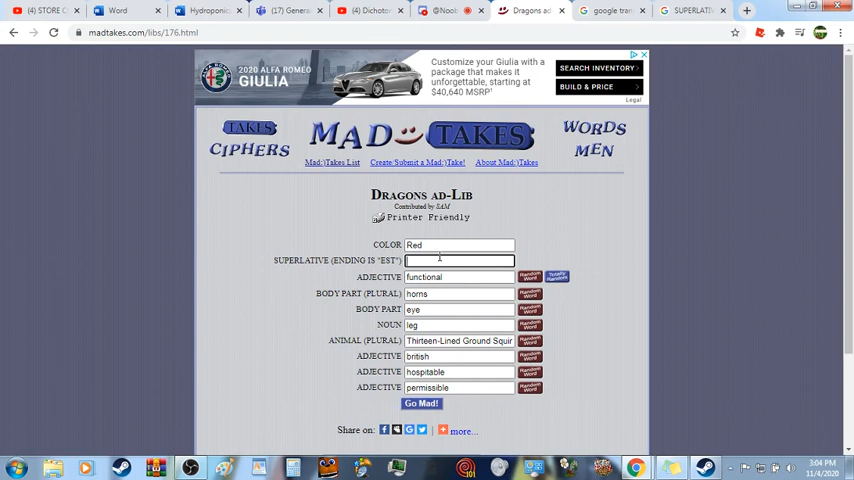 (5) STORE C
Word
Hydroponic
(17) Genera
(4) Dichoto
@Noob
Dragons ad-
google tran
SUPERLATIV
madtakes.com/libs/176.html
2020 ALFA ROMEO
GIULIA
Customize your Giulia with a
package that makes it
unforgettable, starting at
$40,640 MSRP¹
SEARCH INVENTORY
BUILD & PRICE
Legal
TAKES
CIPHERS
MAD TAKES
WORDS
MEN
Mad:)Takes List
Create/Submit a Mad:)Take!
About Mad:)Takes
DRAGONS AD-LIB
Contributed by SAM
Printer Friendly
COLOR Red
SUPERLATIVE (ENDING IS "EST")
ADJECTIVE functional Random Word Totally Random
BODY PART (PLURAL) horns Random Word
BODY PART eye Random Word
NOUN leg Random Word
ANIMAL (PLURAL) Thirteen-Lined Ground Squir Random Word
ADJECTIVE british Random Word
ADJECTIVE hospitable Random Word
ADJECTIVE permissible Random Word
Go Mad!
Share on: more...
3:04 PM
11/4/2020